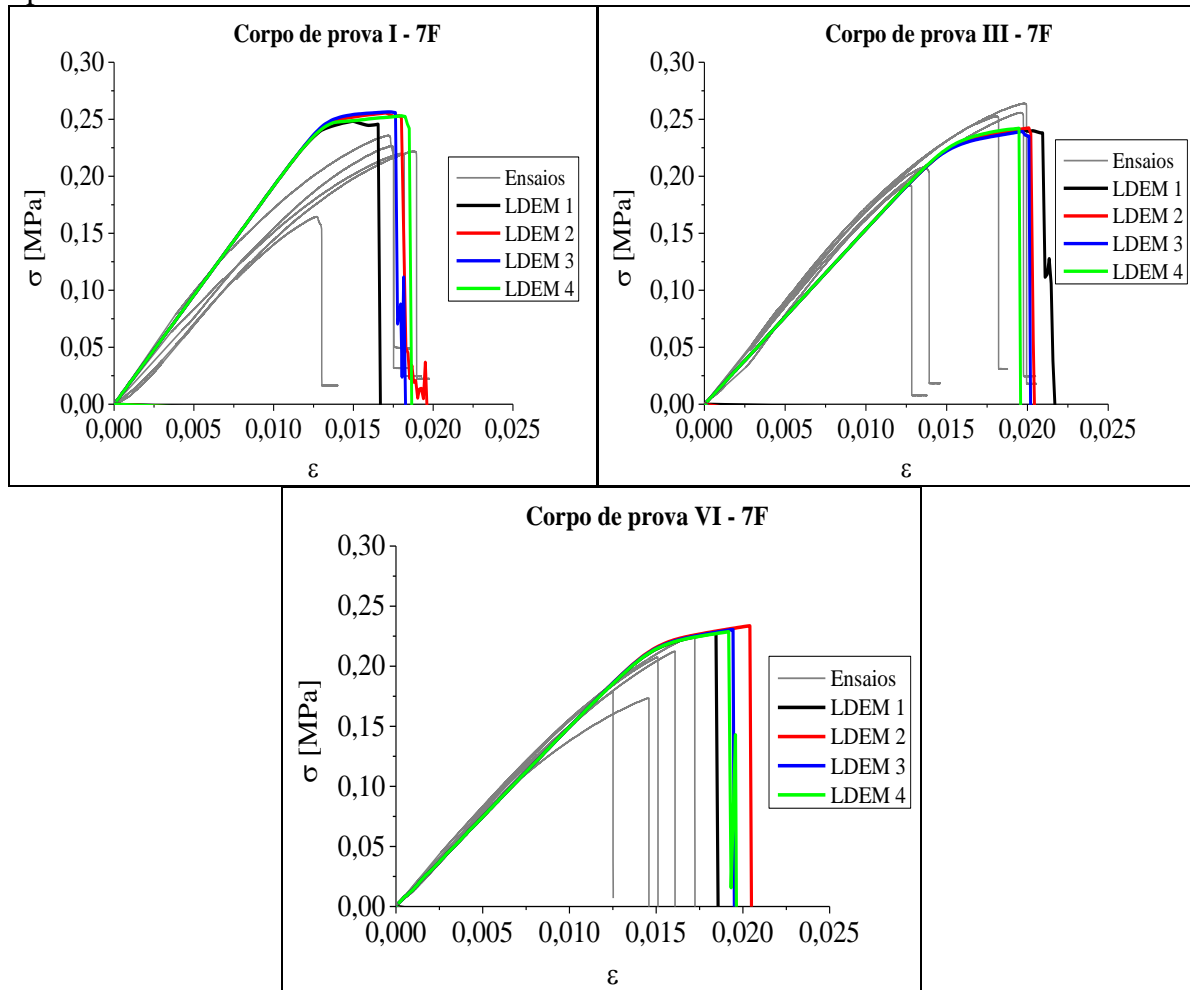 Corpo de prova I - 7F
0,30
0,25
0,20
0,15
0,10
0,05
0,00
σ [MPa]
0,000 0,005 0,010 0,015 0,020 0,025
ε
Ensaios
LDEM 1
LDEM 2
LDEM 3
LDEM 4
Corpo de prova III - 7F
0,30
0,25
0,20
0,15
0,10
0,05
0,00
σ [MPa]
0,000 0,005 0,010 0,015 0,020 0,025
ε
Ensaios
LDEM 1
LDEM 2
LDEM 3
LDEM 4
Corpo de prova VI - 7F
0,30
0,25
0,20
0,15
0,10
0,05
0,00
σ [MPa]
0,000 0,005 0,010 0,015 0,020 0,025
ε
Ensaios
LDEM 1
LDEM 2
LDEM 3
LDEM 4